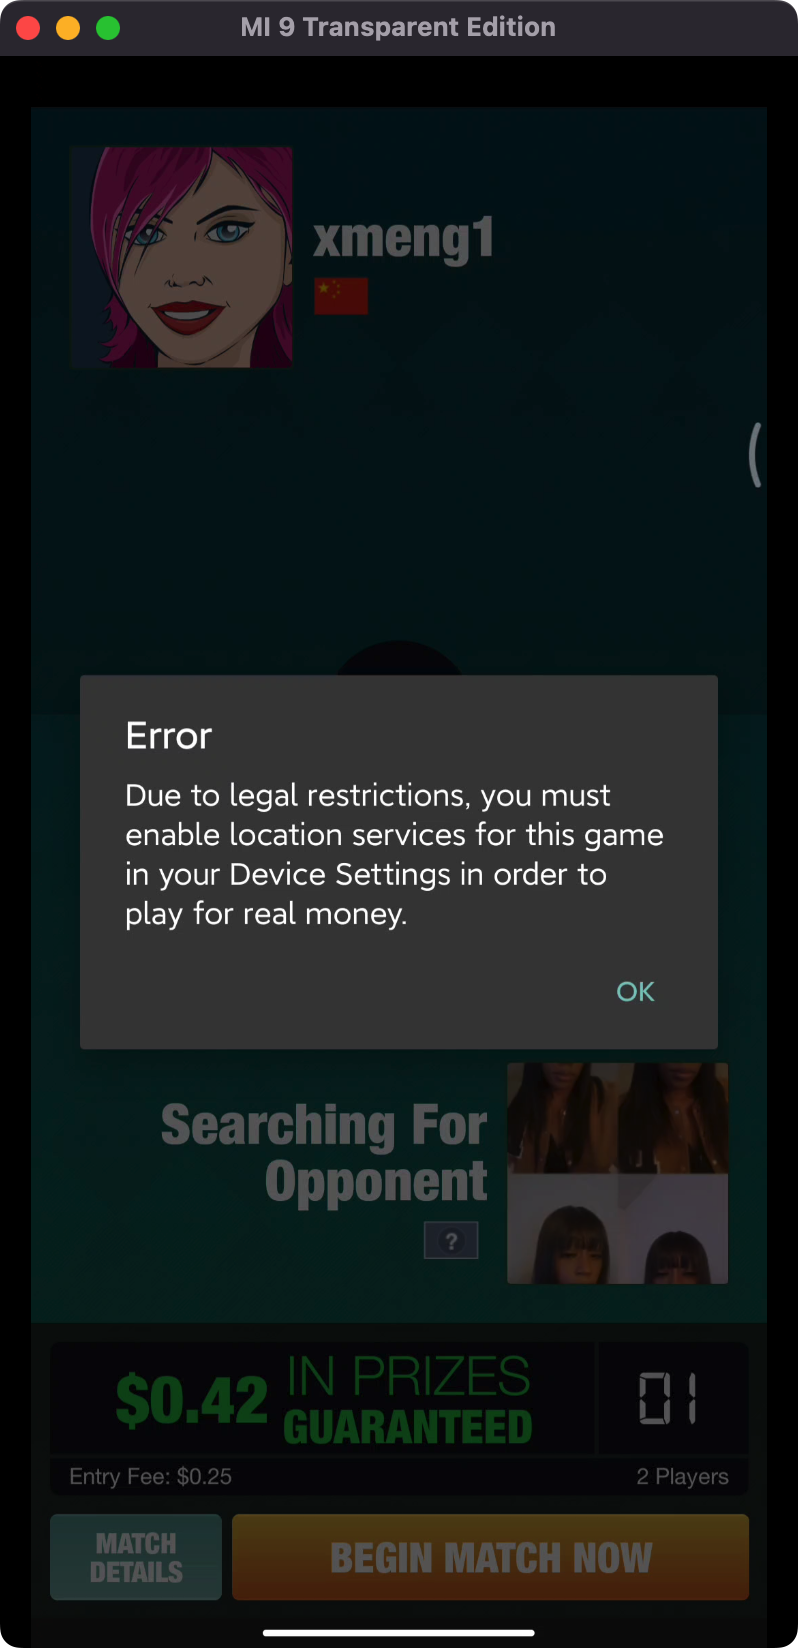 MI 9 Transparent Edition
xmeng1
Error
Due to legal restrictions, you must
enable location services for this game
in your Device Settings in order to
play for real money.
OK
Searching For
Opponent
?
$0.42 IN PRIZES
GUARANTEED
01
Entry Fee: $0.25
2 Players
MATCH
DETAILS
BEGIN MATCH NOW